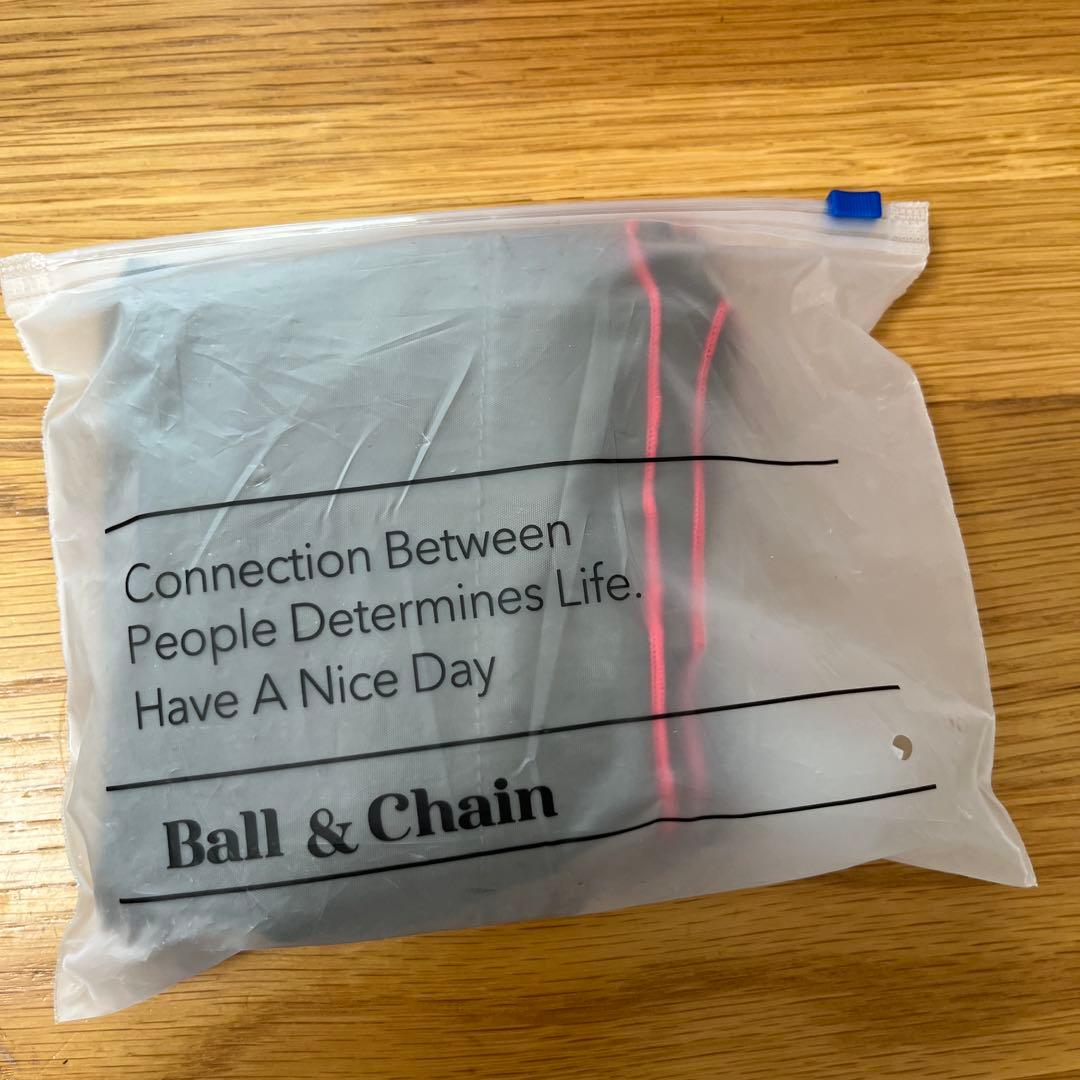 Connection Between
People Determines Life.
Have A Nice Day
Ball & Chain